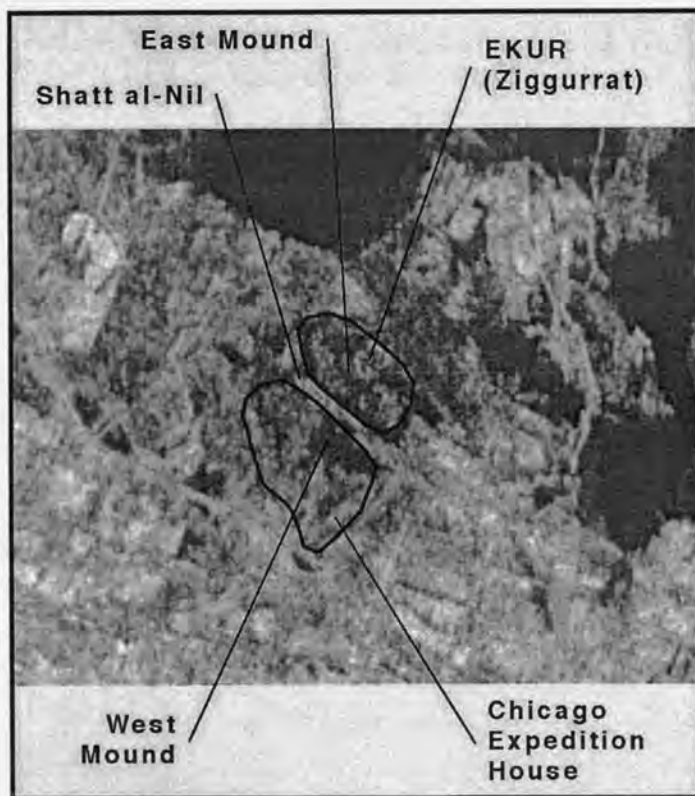 East Mound
EKUR
(Ziggurrat)
Shatt al-Nil
West
Mound
Chicago
Expedition
House